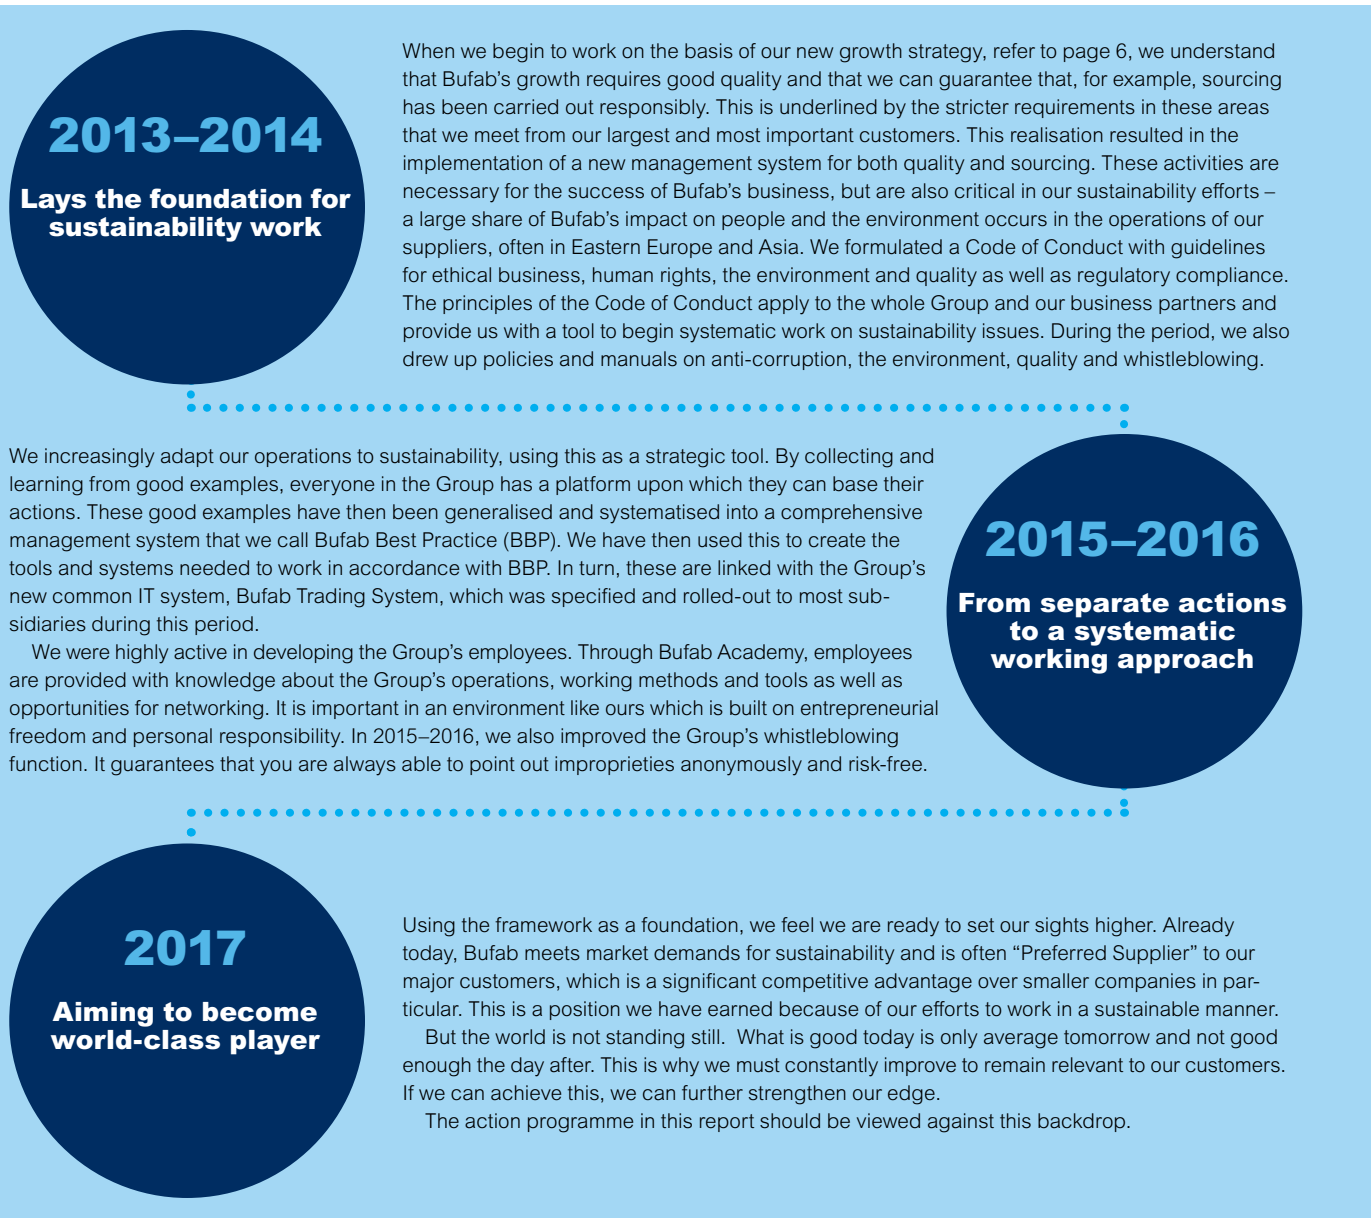 2013–2014
Lays the foundation for
sustainability work
When we begin to work on the basis of our new growth strategy, refer to page 6, we understand
that Bufab’s growth requires good quality and that we can guarantee that, for example, sourcing
has been carried out responsibly. This is underlined by the stricter requirements in these areas
that we meet from our largest and most important customers. This realisation resulted in the
implementation of a new management system for both quality and sourcing. These activities are
necessary for the success of Bufab’s business, but are also critical in our sustainability efforts –
a large share of Bufab’s impact on people and the environment occurs in the operations of our
suppliers, often in Eastern Europe and Asia. We formulated a Code of Conduct with guidelines
for ethical business, human rights, the environment and quality as well as regulatory compliance.
The principles of the Code of Conduct apply to the whole Group and our business partners and
provide us with a tool to begin systematic work on sustainability issues. During the period, we also
drew up policies and manuals on anti-corruption, the environment, quality and whistleblowing.
We increasingly adapt our operations to sustainability, using this as a strategic tool. By collecting and
learning from good examples, everyone in the Group has a platform upon which they can base their
actions. These good examples have then been generalised and systematised into a comprehensive
management system that we call Bufab Best Practice (BBP). We have then used this to create the
tools and systems needed to work in accordance with BBP. In turn, these are linked with the Group’s
new common IT system, Bufab Trading System, which was specified and rolled-out to most sub-
sidiaries during this period.
We were highly active in developing the Group’s employees. Through Bufab Academy, employees
are provided with knowledge about the Group’s operations, working methods and tools as well as
opportunities for networking. It is important in an environment like ours which is built on entrepreneurial
freedom and personal responsibility. In 2015–2016, we also improved the Group’s whistleblowing
function. It guarantees that you are always able to point out improprieties anonymously and risk-free.
2015–2016
From separate actions
to a systematic
working approach
2017
Aiming to become
world-class player
Using the framework as a foundation, we feel we are ready to set our sights higher. Already
today, Bufab meets market demands for sustainability and is often “Preferred Supplier” to our
major customers, which is a significant competitive advantage over smaller companies in par-
ticular. This is a position we have earned because of our efforts to work in a sustainable manner.
But the world is not standing still.  What is good today is only average tomorrow and not good
enough the day after. This is why we must constantly improve to remain relevant to our customers.
If we can achieve this, we can further strengthen our edge.
The action programme in this report should be viewed against this backdrop.